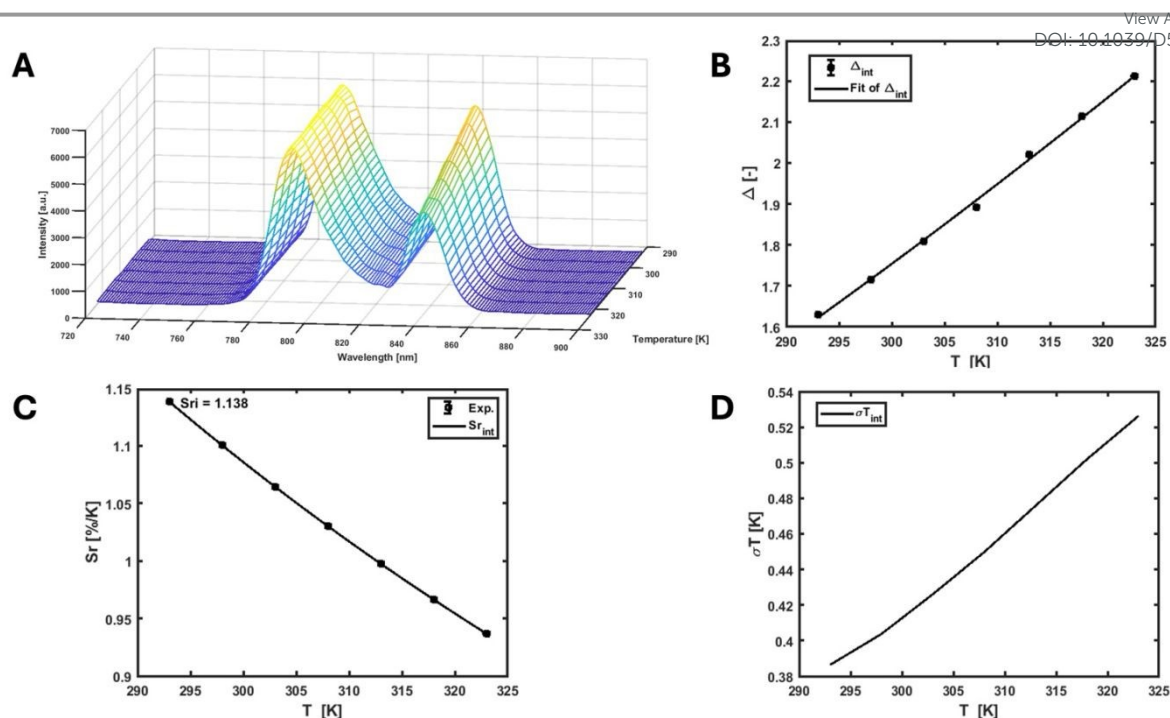 View A
DOI: 10.1039/D5
A
7000
6000
5000
4000
3000
2000
1000
0
Intensity [a.u.]
720
740
760
780
800
820
840
860
880
900
Wavelength [nm]
290
300
310
320
330
Temperature [K]
B
2.3
2.2
2.1
2
1.9
1.8
1.7
1.6
Δ [-]
Δint
Fit of Δint
290 295 300 305 310 315 320 325
T [K]
C
1.15
1.1
1.05
1
0.95
0.9
Sr [%/K]
Sri = 1.138
Exp.
Srint
290 295 300 305 310 315 320 325
T [K]
D
0.54
0.52
0.5
0.48
0.46
0.44
0.42
0.4
0.38
σT [K]
σTint
290 295 300 305 310 315 320 325
T [K]